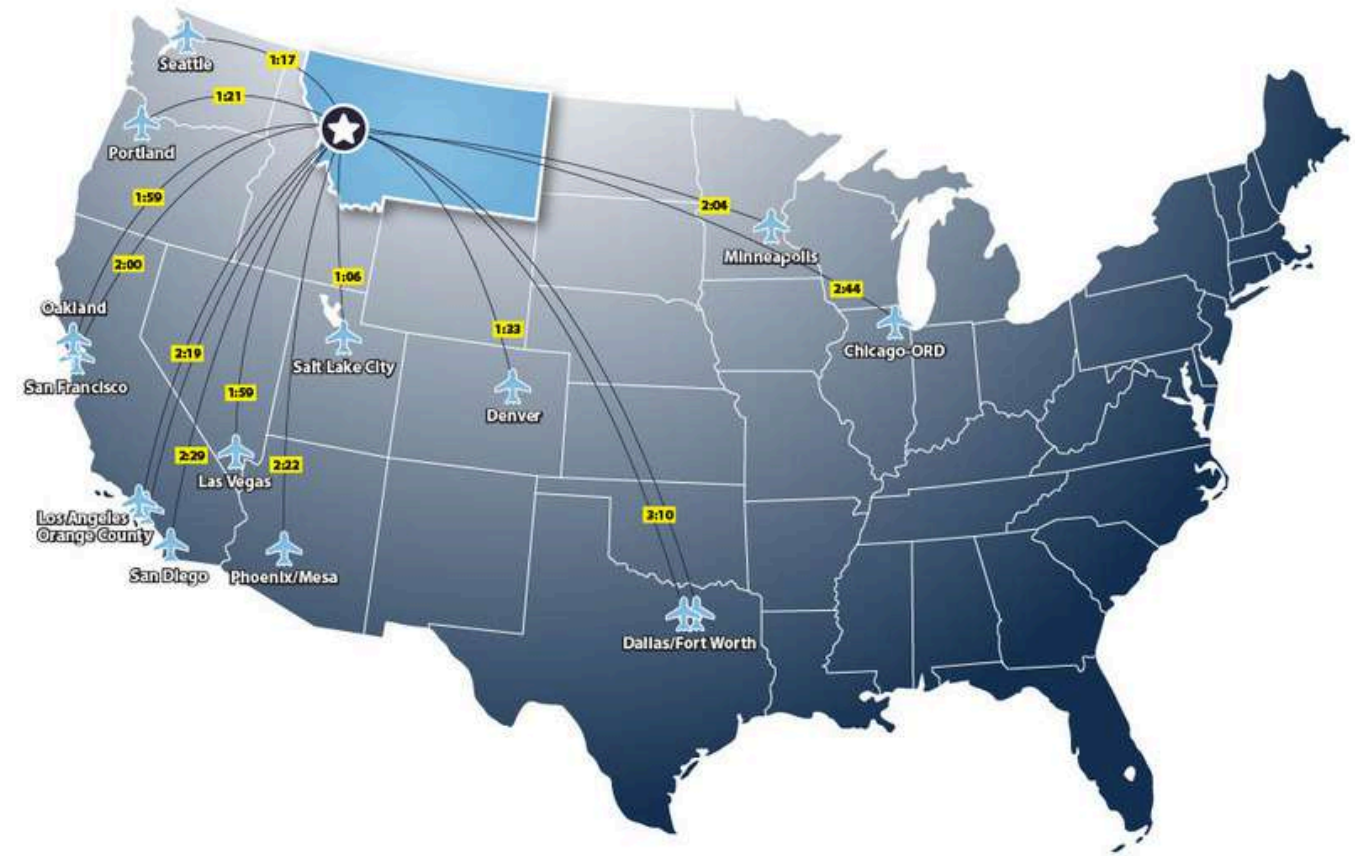 Seattle
1:17
1:21
Portland
1:59
2:04
Minneapolis
2:00
1:06
2:44
Oakland
1:33
Chicago-ORD
2:19
Salt Lake City
San Francisco
1:59
Denver
2:29
2:22
Las Vegas
Los Angeles
Orange County
3:10
San Diego
Phoenix/Mesa
Dallas/Fort Worth